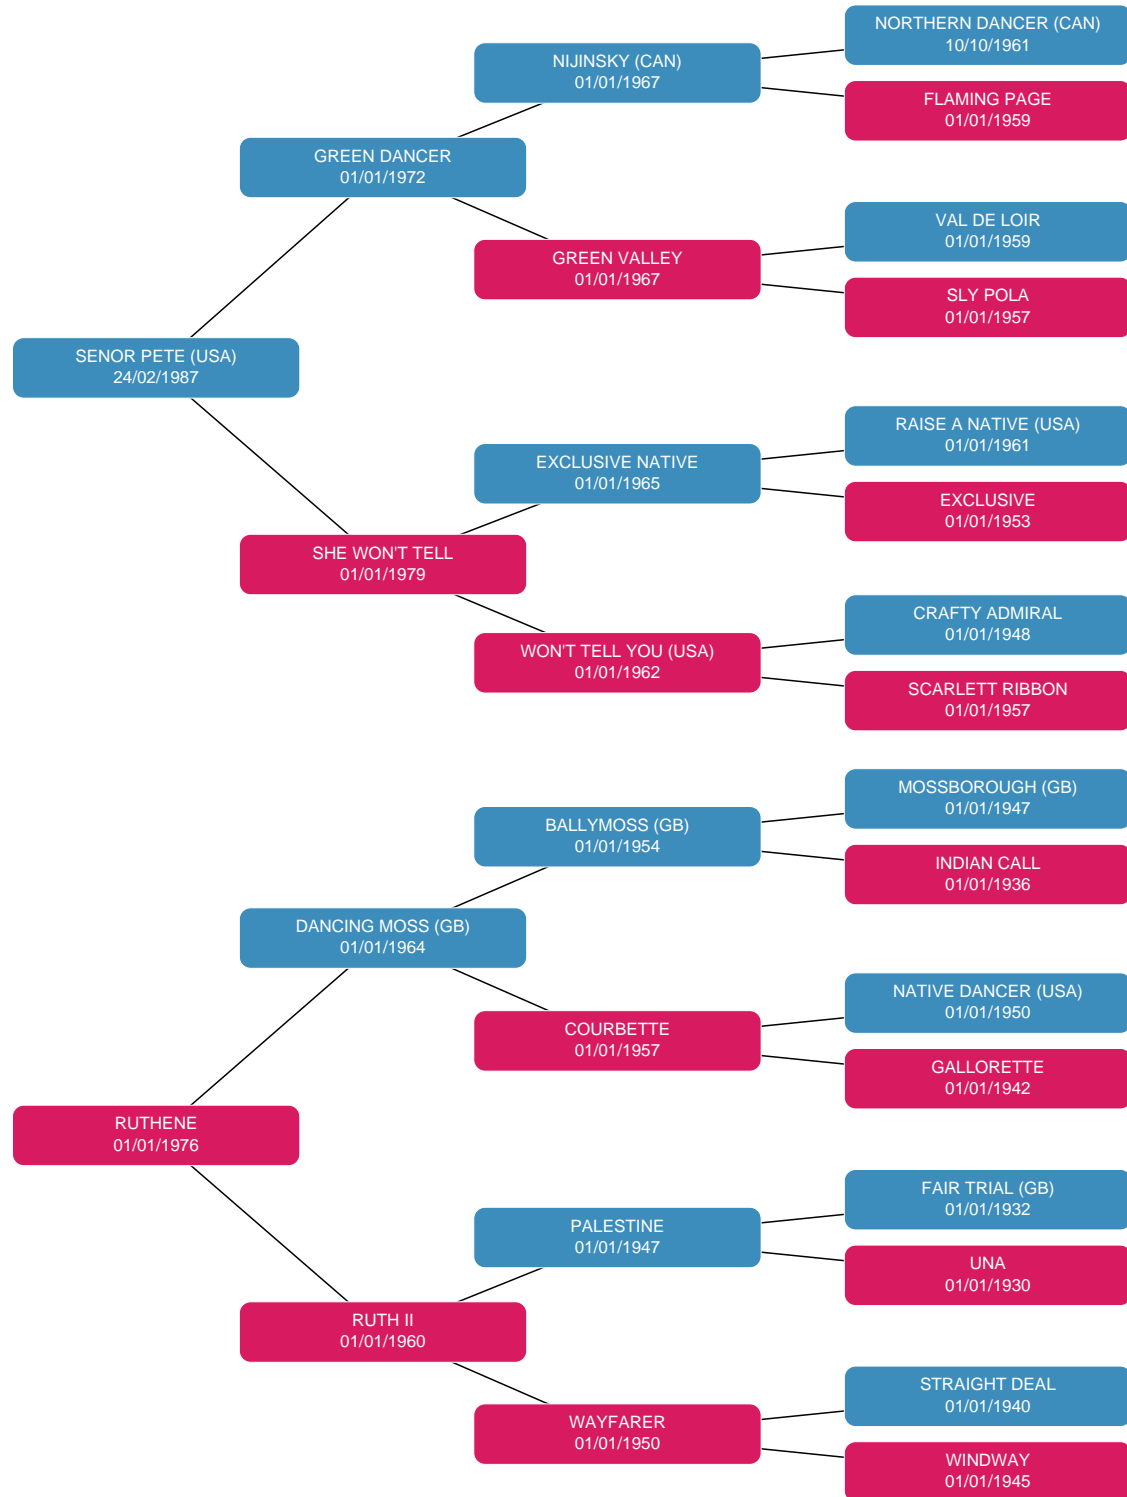 NORTHERN DANCER (CAN)
10/10/1961
NIJINSKY (CAN)
01/01/1967
FLAMING PAGE
01/01/1959
GREEN DANCER
01/01/1972
VAL DE LOIR
01/01/1959
GREEN VALLEY
01/01/1967
SLY POLA
01/01/1957
SENOR PETE (USA)
24/02/1987
RAISE A NATIVE (USA)
01/01/1961
EXCLUSIVE NATIVE
01/01/1965
EXCLUSIVE
01/01/1953
SHE WON'T TELL
01/01/1979
CRAFTY ADMIRAL
01/01/1948
WON'T TELL YOU (USA)
01/01/1962
SCARLETT RIBBON
01/01/1957
MOSSBOROUGH (GB)
01/01/1947
BALLYMOSS (GB)
01/01/1954
INDIAN CALL
01/01/1936
DANCING MOSS (GB)
01/01/1964
NATIVE DANCER (USA)
01/01/1950
COURBETTE
01/01/1957
GALLORETTE
01/01/1942
RUTHENE
01/01/1976
FAIR TRIAL (GB)
01/01/1932
PALESTINE
01/01/1947
UNA
01/01/1930
RUTH II
01/01/1960
STRAIGHT DEAL
01/01/1940
WAYFARER
01/01/1950
WINDWAY
01/01/1945